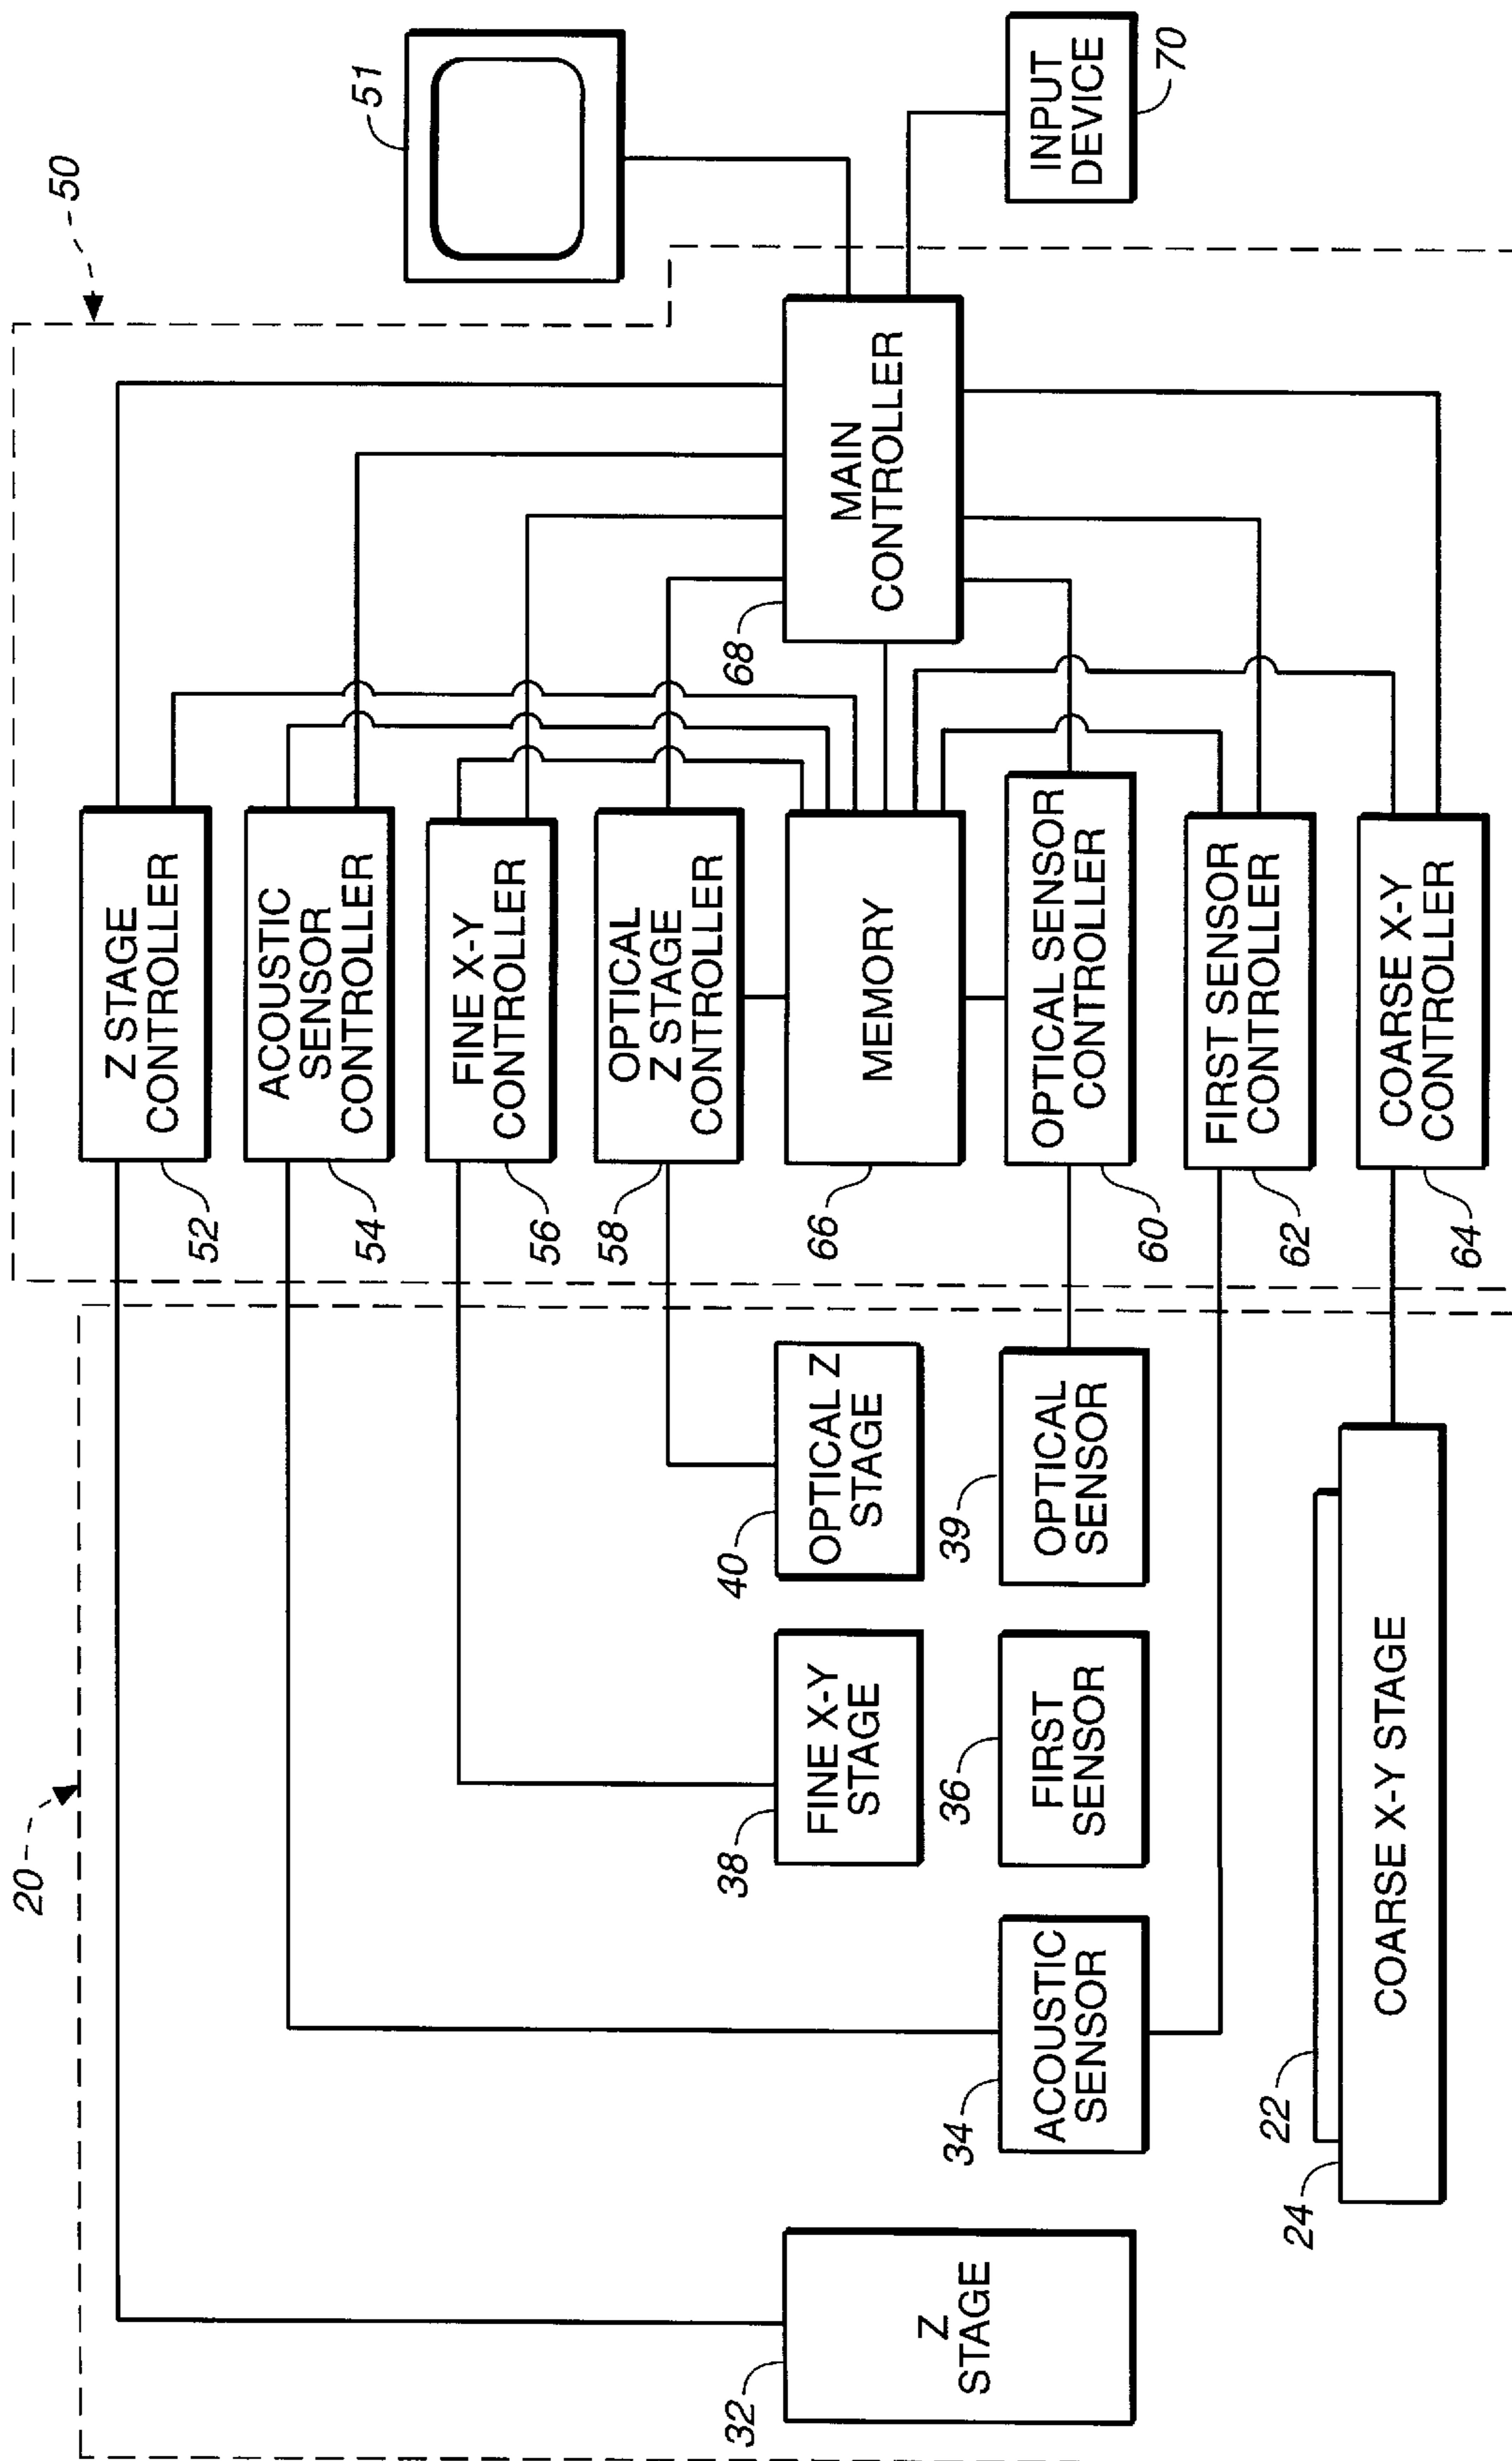 20
50
51
Z STAGE
CONTROLLER
52
ACOUSTIC
SENSOR
CONTROLLER
54
FINE X-Y
CONTROLLER
56
OPTICAL
Z STAGE
CONTROLLER
58
MEMORY
66
OPTICAL SENSOR
CONTROLLER
60
FIRST SENSOR
CONTROLLER
62
COARSE X-Y
CONTROLLER
64
MAIN
CONTROLLER
68
INPUT
DEVICE
70
Z
STAGE
32
ACOUSTIC
SENSOR
34
FINE X-Y
STAGE
38
FIRST
SENSOR
36
OPTICAL Z
STAGE
40
OPTICAL
SENSOR
39
COARSE X-Y STAGE
22
24